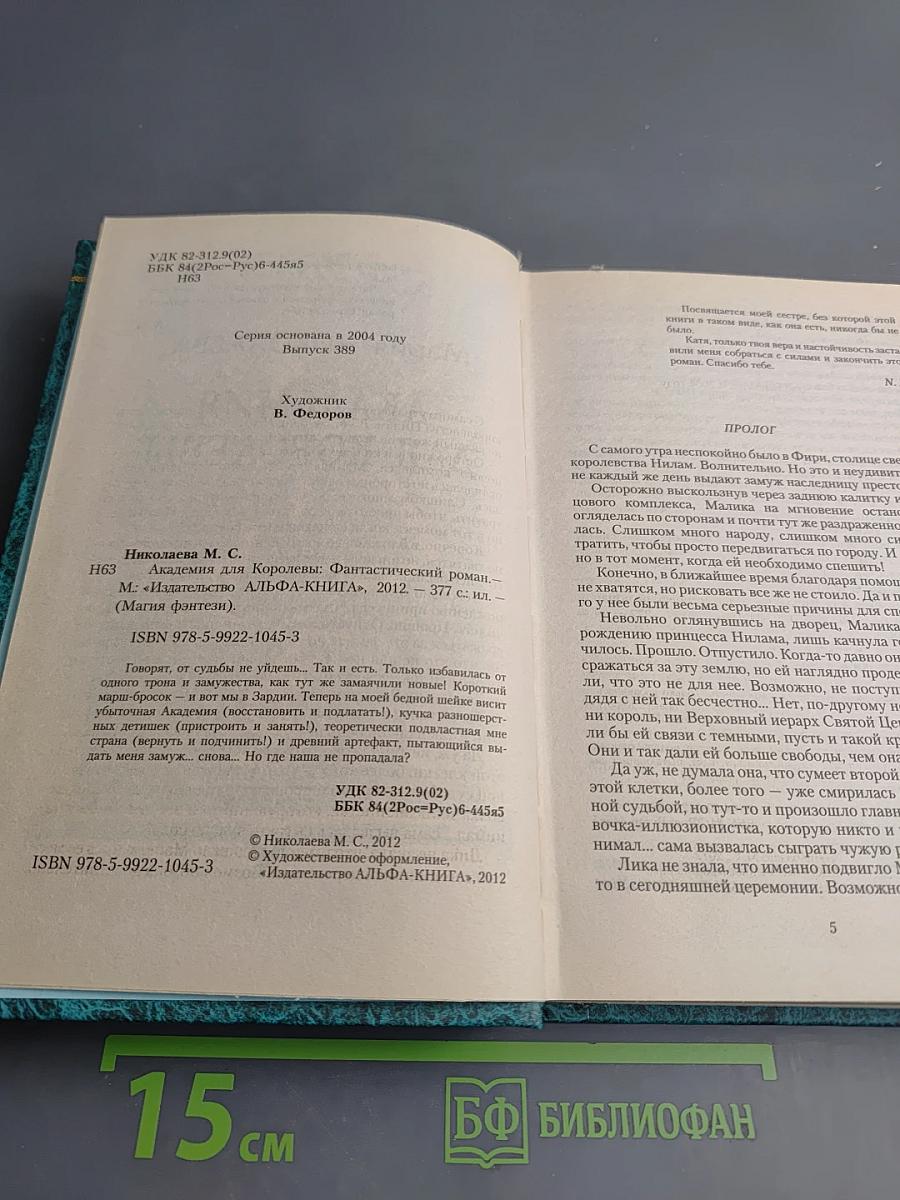 УДК 82-312.9(02)
ББК 84(2Рос=Рус)6-445я5
Н63
Серия основана в 2004 году
Выпуск 389
Художник
В. Федоров
Николаева М. С.
Н63 Академия для Королевы: Фантастический роман.—
М.: «Издательство АЛЬФА-КНИГА», 2012. — 377 с.: ил. —
(Магия фэнтези).
ISBN 978-5-9922-1045-3
Говорят, от судьбы не уйдешь... Так и есть. Только избавилась от
одного трона и замужества, как тут же замаячили новые! Короткий
марш-бросок — и вот мы в Зардии. Теперь на моей бедной шейке висит
убыточная Академия (восстановить и подлатать!), кучка разношерст-
ных детишек (пристроить и занять!), теоретически подвластная мне
страна (вернуть и подчинить!) и древний артефакт, пытающийся вы-
дать меня замуж... снова... Но где наша не пропадала?
УДК 82-312.9(02)
ББК 84(2Рос=Рус)6-445я5
© Николаева М. С., 2012
© Художественное оформление,
«Издательство АЛЬФА-КНИГА», 2012
ISBN 978-5-9922-1045-3
Посвящается моей сестре, без которой этой
книги в таком виде, как она есть, никогда бы не
было.
Катя, только твоя вера и настойчивость заста-
вили меня собраться с силами и закончить это
роман. Спасибо тебе.
N.
ПРОЛОГ
С самого утра неспокойно было в Фири, столице све
королевства Нилам. Волнительно. Но это и неудивит
не каждый же день выдают замуж наследницу престо
Осторожно выскользнув через заднюю калитку и
цового комплекса, Малика на мгновение остано
огляделась по сторонам и почти тут же раздраженно
лась. Слишком много народу, слишком много си
тратить, чтобы просто передвигаться по городу. И
но в тот момент, когда ей необходимо спешить!
Конечно, в ближайшее время благодаря помощ
не хватятся, но рисковать все же не стоило. Да и п
го у нее были весьма серьезные причины для сп
Невольно оглянувшись на дворец, Малика
рождению принцесса Нилама, лишь качнула го
чилось. Прошло. Отпустило. Когда-то давно он
сражаться за эту землю, но ей наглядно проде
ли, что это не для нее. Возможно, не поступ
дядя с ней так бесчестно... Нет, по-другому не
ни король, ни Верховный иерарх Святой Це
ли бы ей связи с темными, пусть и такой кр
Они и так дали ей больше свободы, чем она
Да уж, не думала она, что сумеет второй
этой клетки, более того — уже смирилась
ной судьбой, но тут-то и произошло главн
вочка-иллюзионистка, которую никто и
нимал... сама вызвалась сыграть чужую р
Лика не знала, что именно подвигло М
то в сегодняшней церемонии. Возможно
5
15 см
БФ БИБЛИОФАН